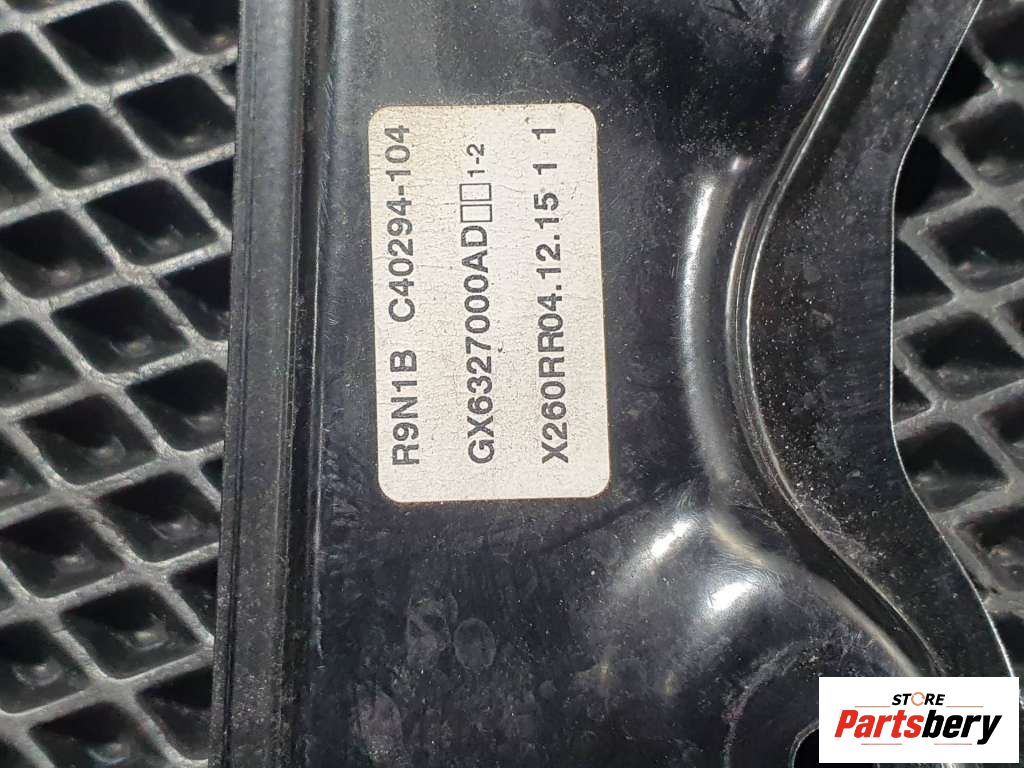 R9N1B C40294-104
GX6327000AD□□1-2
X260RR04.12.15 1 1
STORE
Partsbery